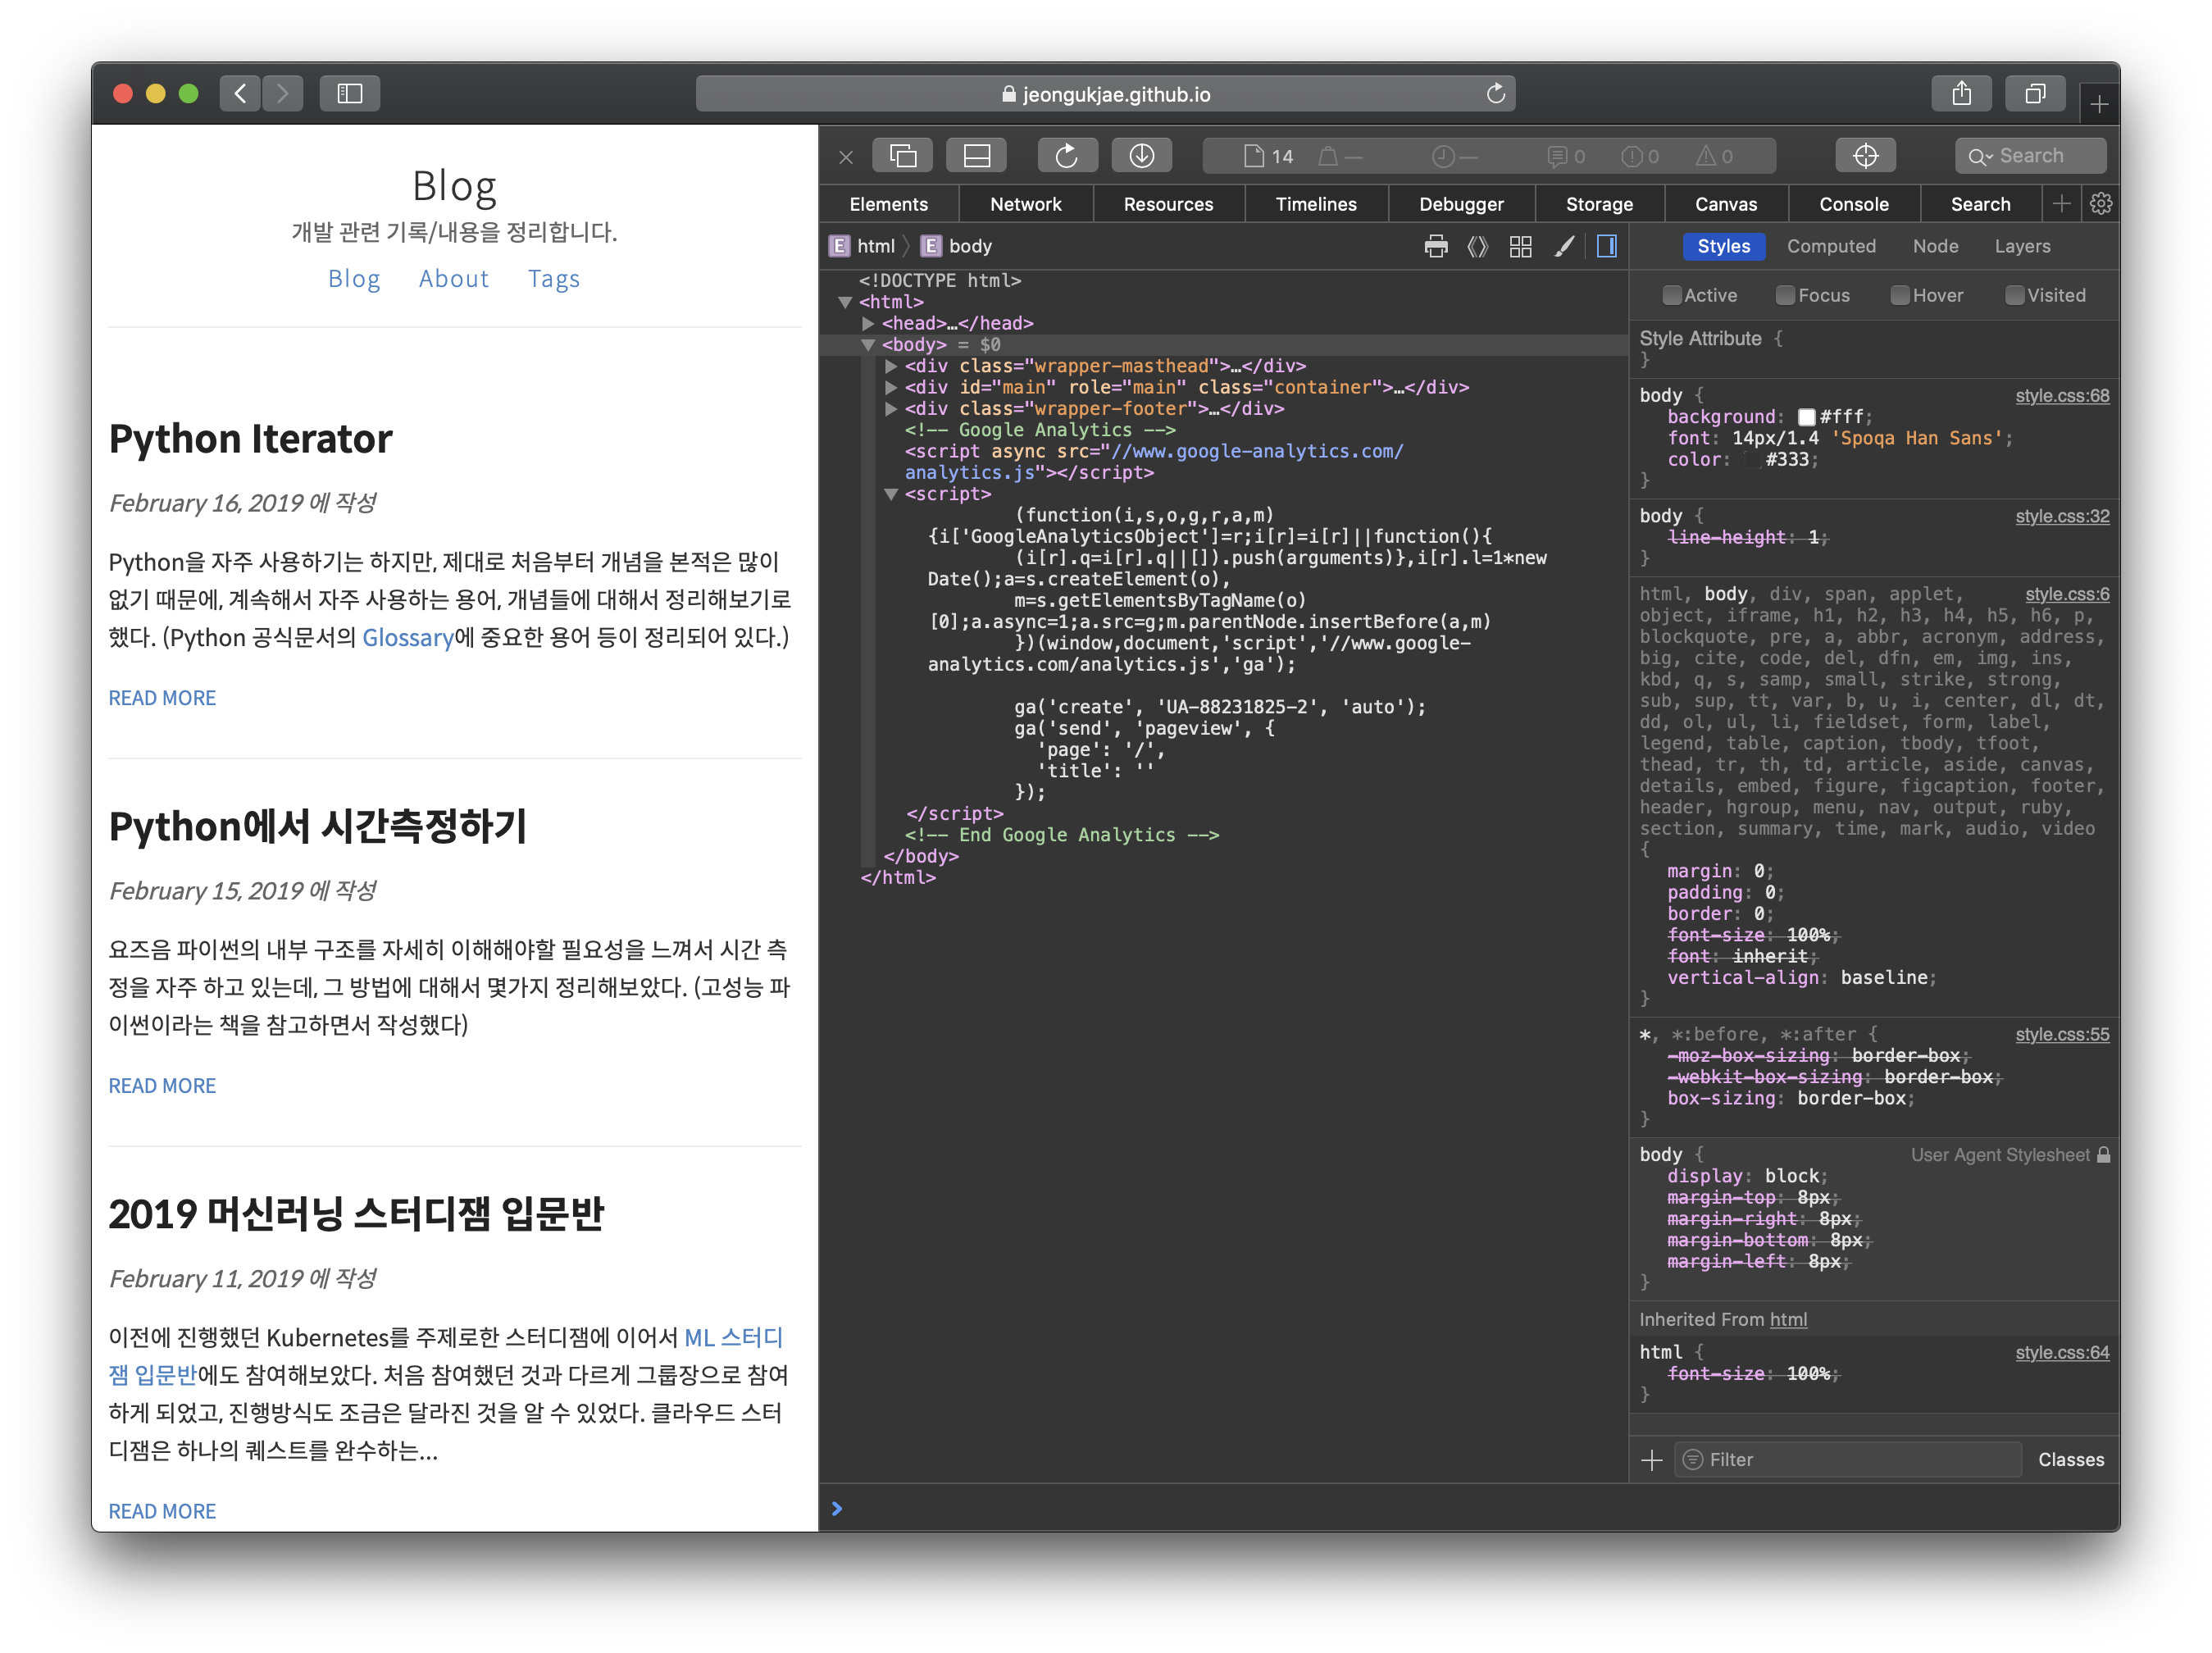 jeongukjae.github.io
Blog
개발 관련 기록/내용을 정리합니다.
Blog About Tags
Python Iterator
February 16, 2019 에 작성
Python을 자주 사용하기는 하지만, 제대로 처음부터 개념을 본적은 많이
없기 때문에, 계속해서 자주 사용하는 용어, 개념들에 대해서 정리해보기로
했다. (Python 공식문서의 Glossary에 중요한 용어 등이 정리되어 있다.)
READ MORE
Python에서 시간측정하기
February 15, 2019 에 작성
요즈음 파이썬의 내부 구조를 자세히 이해해야할 필요성을 느껴서 시간 측
정을 자주 하고 있는데, 그 방법에 대해서 몇가지 정리해보았다. (고성능 파
이썬이라는 책을 참고하면서 작성했다)
READ MORE
2019 머신러닝 스터디잼 입문반
February 11, 2019 에 작성
이전에 진행했던 Kubernetes를 주제로한 스터디잼에 이어서 ML 스터디
잼 입문반에도 참여해보았다. 처음 참여했던 것과 다르게 그룹장으로 참여
하게 되었고, 진행방식도 조금은 달라진 것을 알 수 있었다. 클라우드 스터
디잼은 하나의 퀘스트를 완수하는...
READ MORE
14 — — 0 0 0 Search
Elements Network Resources Timelines Debugger Storage Canvas Console Search
E html E body
<!DOCTYPE html>
<html>
<head>…</head>
<body> = $0
<div class="wrapper-masthead">…</div>
<div id="main" role="main" class="container">…</div>
<div class="wrapper-footer">…</div>
<!-- Google Analytics -->
<script async src="//www.google-analytics.com/
analytics.js"></script>
<script>
(function(i,s,o,g,r,a,m)
{i['GoogleAnalyticsObject']=r;i[r]=i[r]||function(){
(i[r].q=i[r].q||[]).push(arguments)},i[r].l=1*new
Date();a=s.createElement(o),
m=s.getElementsByTagName(o)
[0];a.async=1;a.src=g;m.parentNode.insertBefore(a,m)
})(window,document,'script','//www.google-
analytics.com/analytics.js','ga');
ga('create', 'UA-88231825-2', 'auto');
ga('send', 'pageview', {
'page': '/',
'title': ''
});
</script>
<!-- End Google Analytics -->
</body>
</html>
Styles Computed Node Layers
Active Focus Hover Visited
Style Attribute {
}
body { style.css:68
background: #fff;
font: 14px/1.4 'Spoqa Han Sans';
color: #333;
}
body { style.css:32
line-height: 1;
}
html, body, div, span, applet, style.css:6
object, iframe, h1, h2, h3, h4, h5, h6, p,
blockquote, pre, a, abbr, acronym, address,
big, cite, code, del, dfn, em, img, ins,
kbd, q, s, samp, small, strike, strong,
sub, sup, tt, var, b, u, i, center, dl, dt,
dd, ol, ul, li, fieldset, form, label,
legend, table, caption, tbody, tfoot,
thead, tr, th, td, article, aside, canvas,
details, embed, figure, figcaption, footer,
header, hgroup, menu, nav, output, ruby,
section, summary, time, mark, audio, video
{
margin: 0;
padding: 0;
border: 0;
font-size: 100%;
font: inherit;
vertical-align: baseline;
}
*, *:before, *:after { style.css:55
-moz-box-sizing: border-box;
-webkit-box-sizing: border-box;
box-sizing: border-box;
}
body { User Agent Stylesheet
display: block;
margin-top: 8px;
margin-right: 8px;
margin-bottom: 8px;
margin-left: 8px;
}
Inherited From html
html { style.css:64
font-size: 100%;
}
Filter Classes